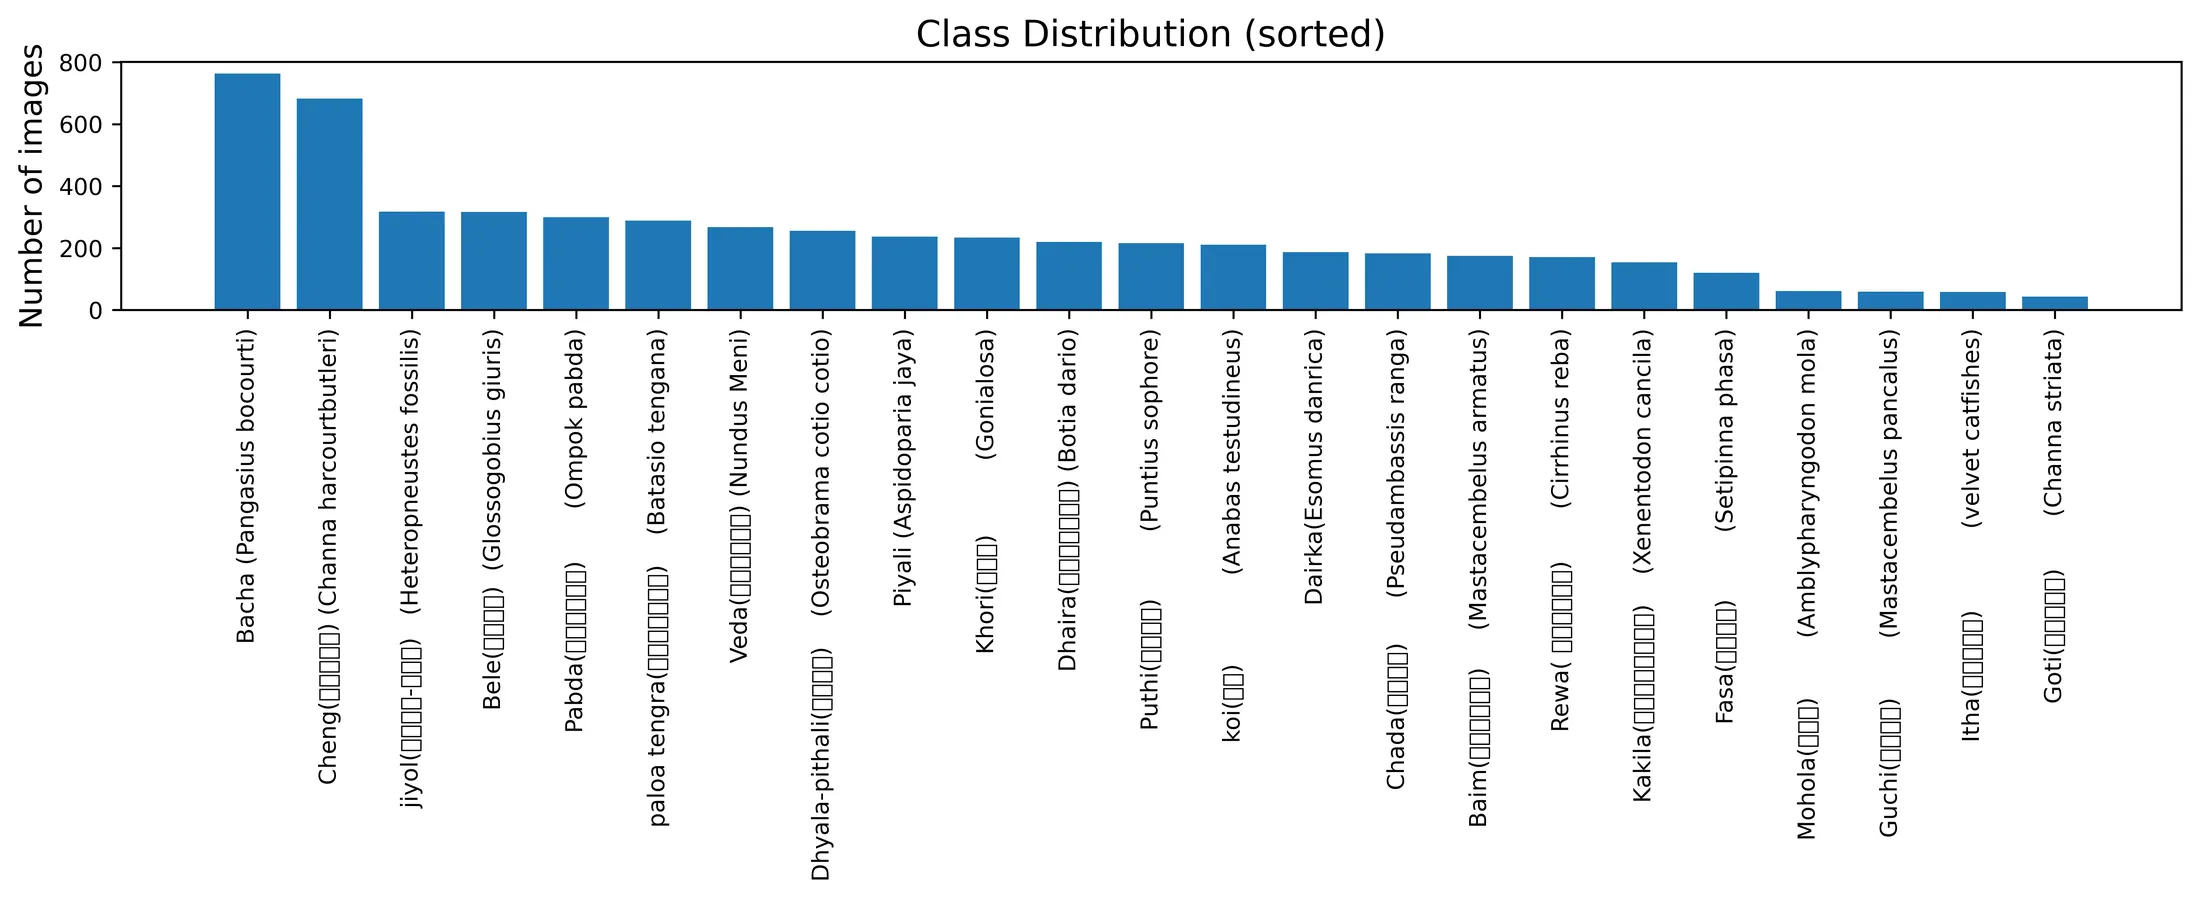 Class Distribution (sorted)
Number of images
800
600
400
200
0
Bacha (Pangasius bocourti)
Cheng(□□□□□□) (Channa harcourtbutleri)
jiyol(□□□□-□□□) (Heteropneustes fossilis)
Bele(□□□□) (Glossogobius giuris)
Pabda(□□□□□□) (Ompok pabda)
paloa tengra(□□□□□□□) (Batasio tengana)
Veda(□□□□□□) (Nundus Meni)
Dhyala-pithali(□□□□) (Osteobrama cotio cotio)
Piyali (Aspidoparia jaya)
Khori(□□□) (Gonialosa)
Dhaira(□□□□□□□) (Botia dario)
Puthi(□□□□) (Puntius sophore)
koi(□□) (Anabas testudineus)
Dairka(Esomus danrica)
Chada(□□□□) (Pseudambassis ranga)
Baim(□□□□□□) (Mastacembelus armatus)
Rewa( □□□□□□) (Cirrhinus reba)
Kakila(□□□□□□□□) (Xenentodon cancila)
Fasa(□□□□) (Setipinna phasa)
Mohola(□□□) (Amblypharyngodon mola)
Guchi(□□□□) (Mastacembelus pancalus)
Itha(□□□□□) (velvet catfishes)
Goti(□□□□□) (Channa striata)